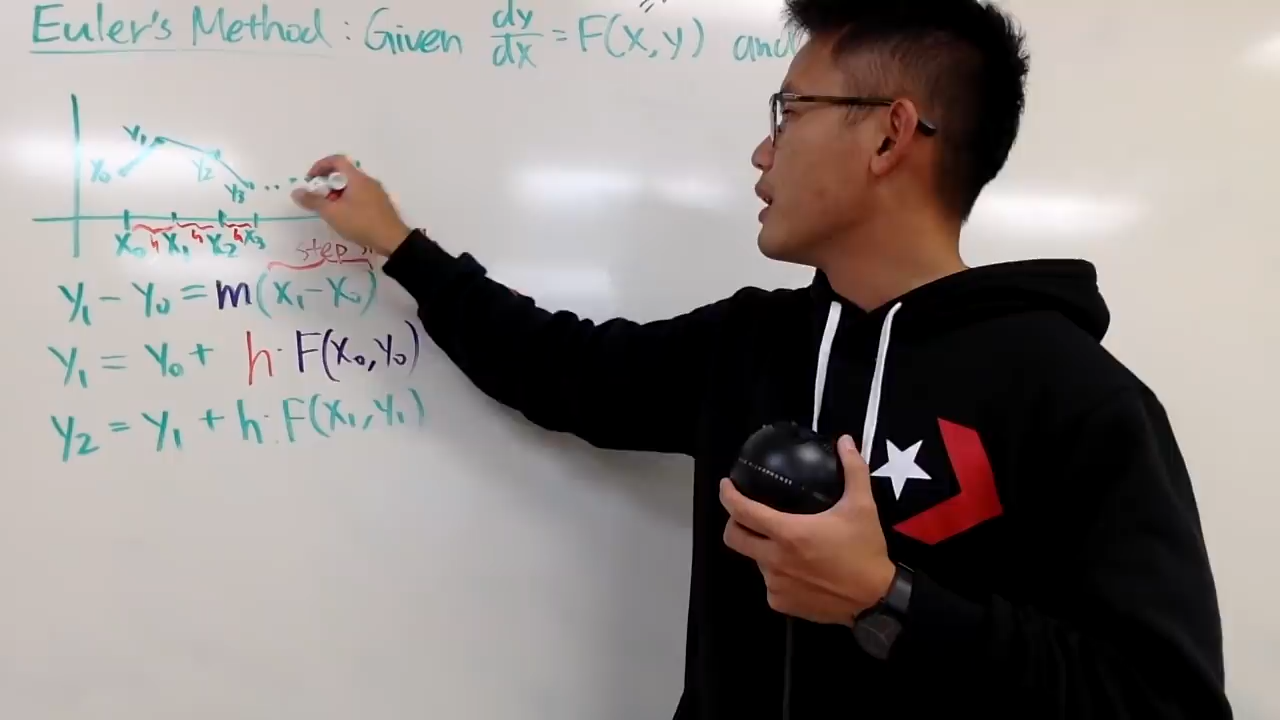 Euler's Method : Given dy/dx = F(x,y) and
y₁ y₂
x₀ y₃ ...
x₀ h x₁ h x₂ h x₃
step
y₁ - y₀ = m(x₁ - x₀)
y₁ = y₀ + h · F(x₀, y₀)
y₂ = y₁ + h · F(x₁, y₁)